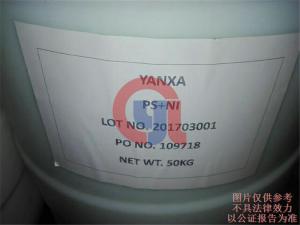 YANXA
PS+NI
LOT NO. 201703001
PO NO. 109718
NET WT. 50KG
图片仅供参考
不具法律效力
以公证报告为准